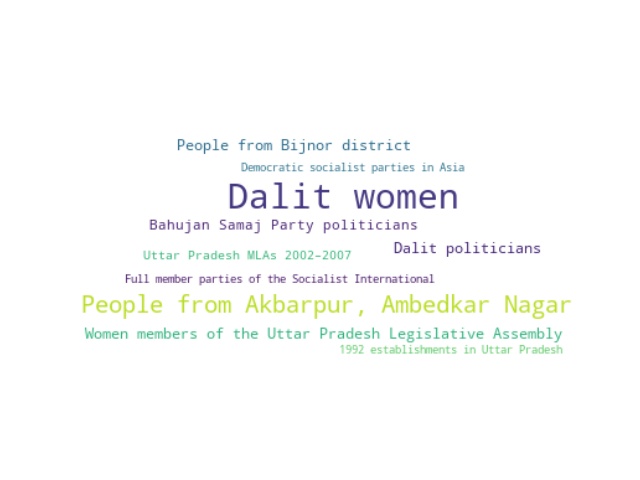 People from Bijnor district
Democratic socialist parties in Asia
Dalit women
Bahujan Samaj Party politicians
Dalit politicians
Uttar Pradesh MLAs 2002–2007
Full member parties of the Socialist International
People from Akbarpur, Ambedkar Nagar
Women members of the Uttar Pradesh Legislative Assembly
1992 establishments in Uttar Pradesh